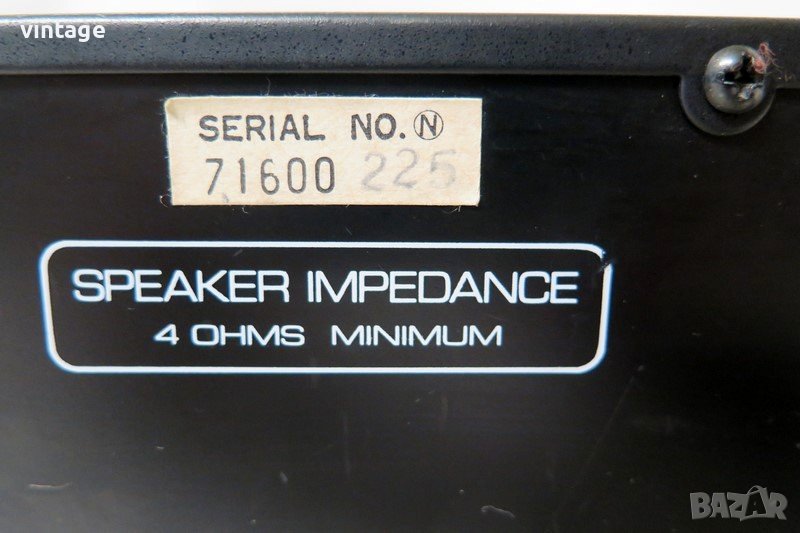 vintage
SERIAL NO. Ⓝ
71600 225
SPEAKER IMPEDANCE
4 OHMS MINIMUM
BAZAR